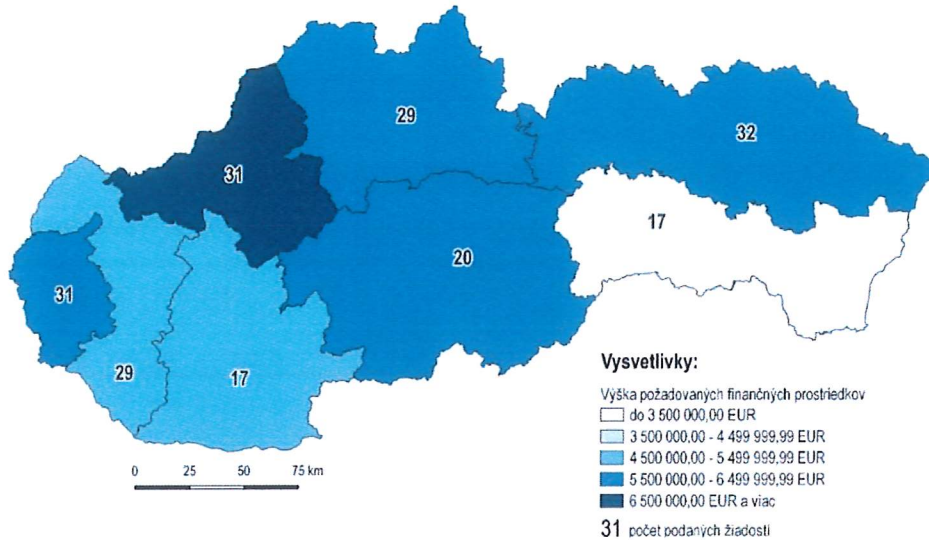 29
32
31
17
20
31
29
17
0 25 50 75 km
Vysvetlivky:
Výška požadovaných finančných prostriedkov
do 3 500 000,00 EUR
3 500 000,00 - 4 499 999,99 EUR
4 500 000,00 - 5 499 999,99 EUR
5 500 000,00 - 6 499 999,99 EUR
6 500 000,00 EUR a viac
31 počet podaných žiadostí